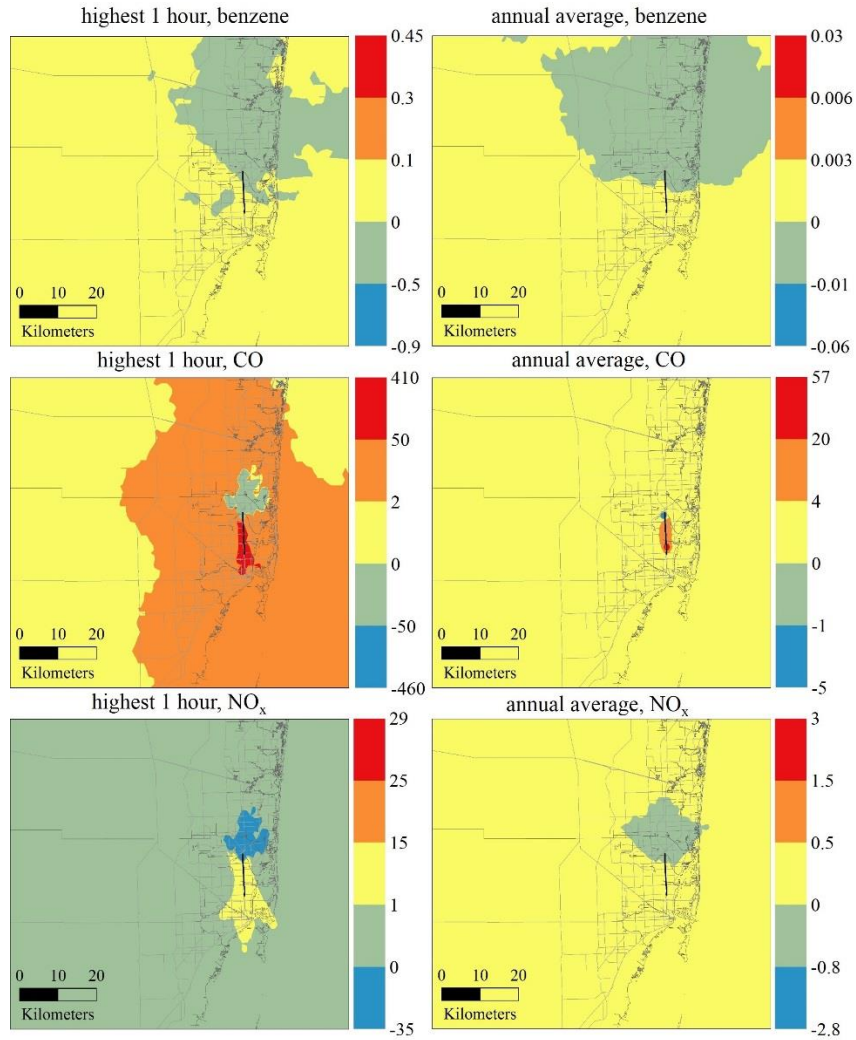 highest 1 hour, benzene
0.45
0.3
0.1
0
-0.5
-0.9
0 10 20
Kilometers
annual average, benzene
0.03
0.006
0.003
0
-0.01
-0.06
0 10 20
Kilometers
highest 1 hour, CO
410
50
2
0
-50
-460
0 10 20
Kilometers
annual average, CO
57
20
4
0
-1
-5
0 10 20
Kilometers
highest 1 hour, NOₓ
29
25
15
1
0
-35
0 10 20
Kilometers
annual average, NOₓ
3
1.5
0.5
0
-0.8
-2.8
0 10 20
Kilometers